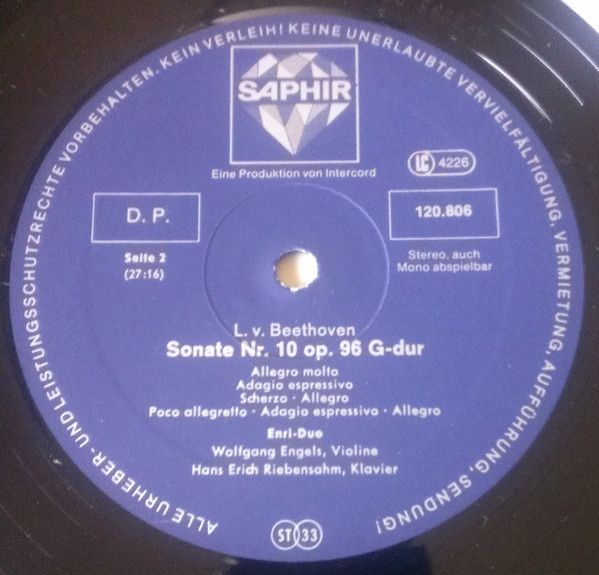 ALLE URHEBER- UND LEISTUNGSSCHUTZRECHTE VORBEHALTEN. KEIN VERLEIH! KEINE UNERLAUBTE VERVIELFÄLTIGUNG, VERMIETUNG, AUFFÜHRUNG, SENDUNG!
SAPHIR
Eine Produktion von Intercord
LC 4226
D. P.
120.806
Seite 2
(27:16)
Stereo, auch
Mono abspielbar
L. v. Beethoven
Sonate Nr. 10 op. 96 G-dur
Allegro molto
Adagio espressivo
Scherzo · Allegro
Poco allegretto · Adagio espressivo · Allegro
Enri-Duo
Wolfgang Engels, Violine
Hans Erich Riebensahm, Klavier
ST 33